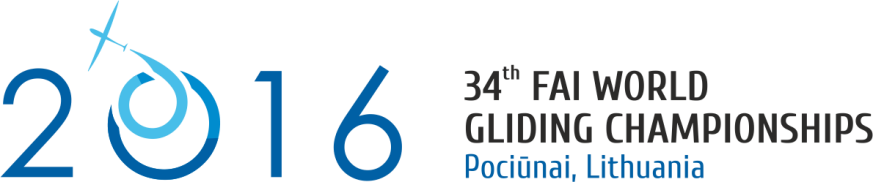 2016
34th FAI WORLD
GLIDING CHAMPIONSHIPS
Pociūnai, Lithuania